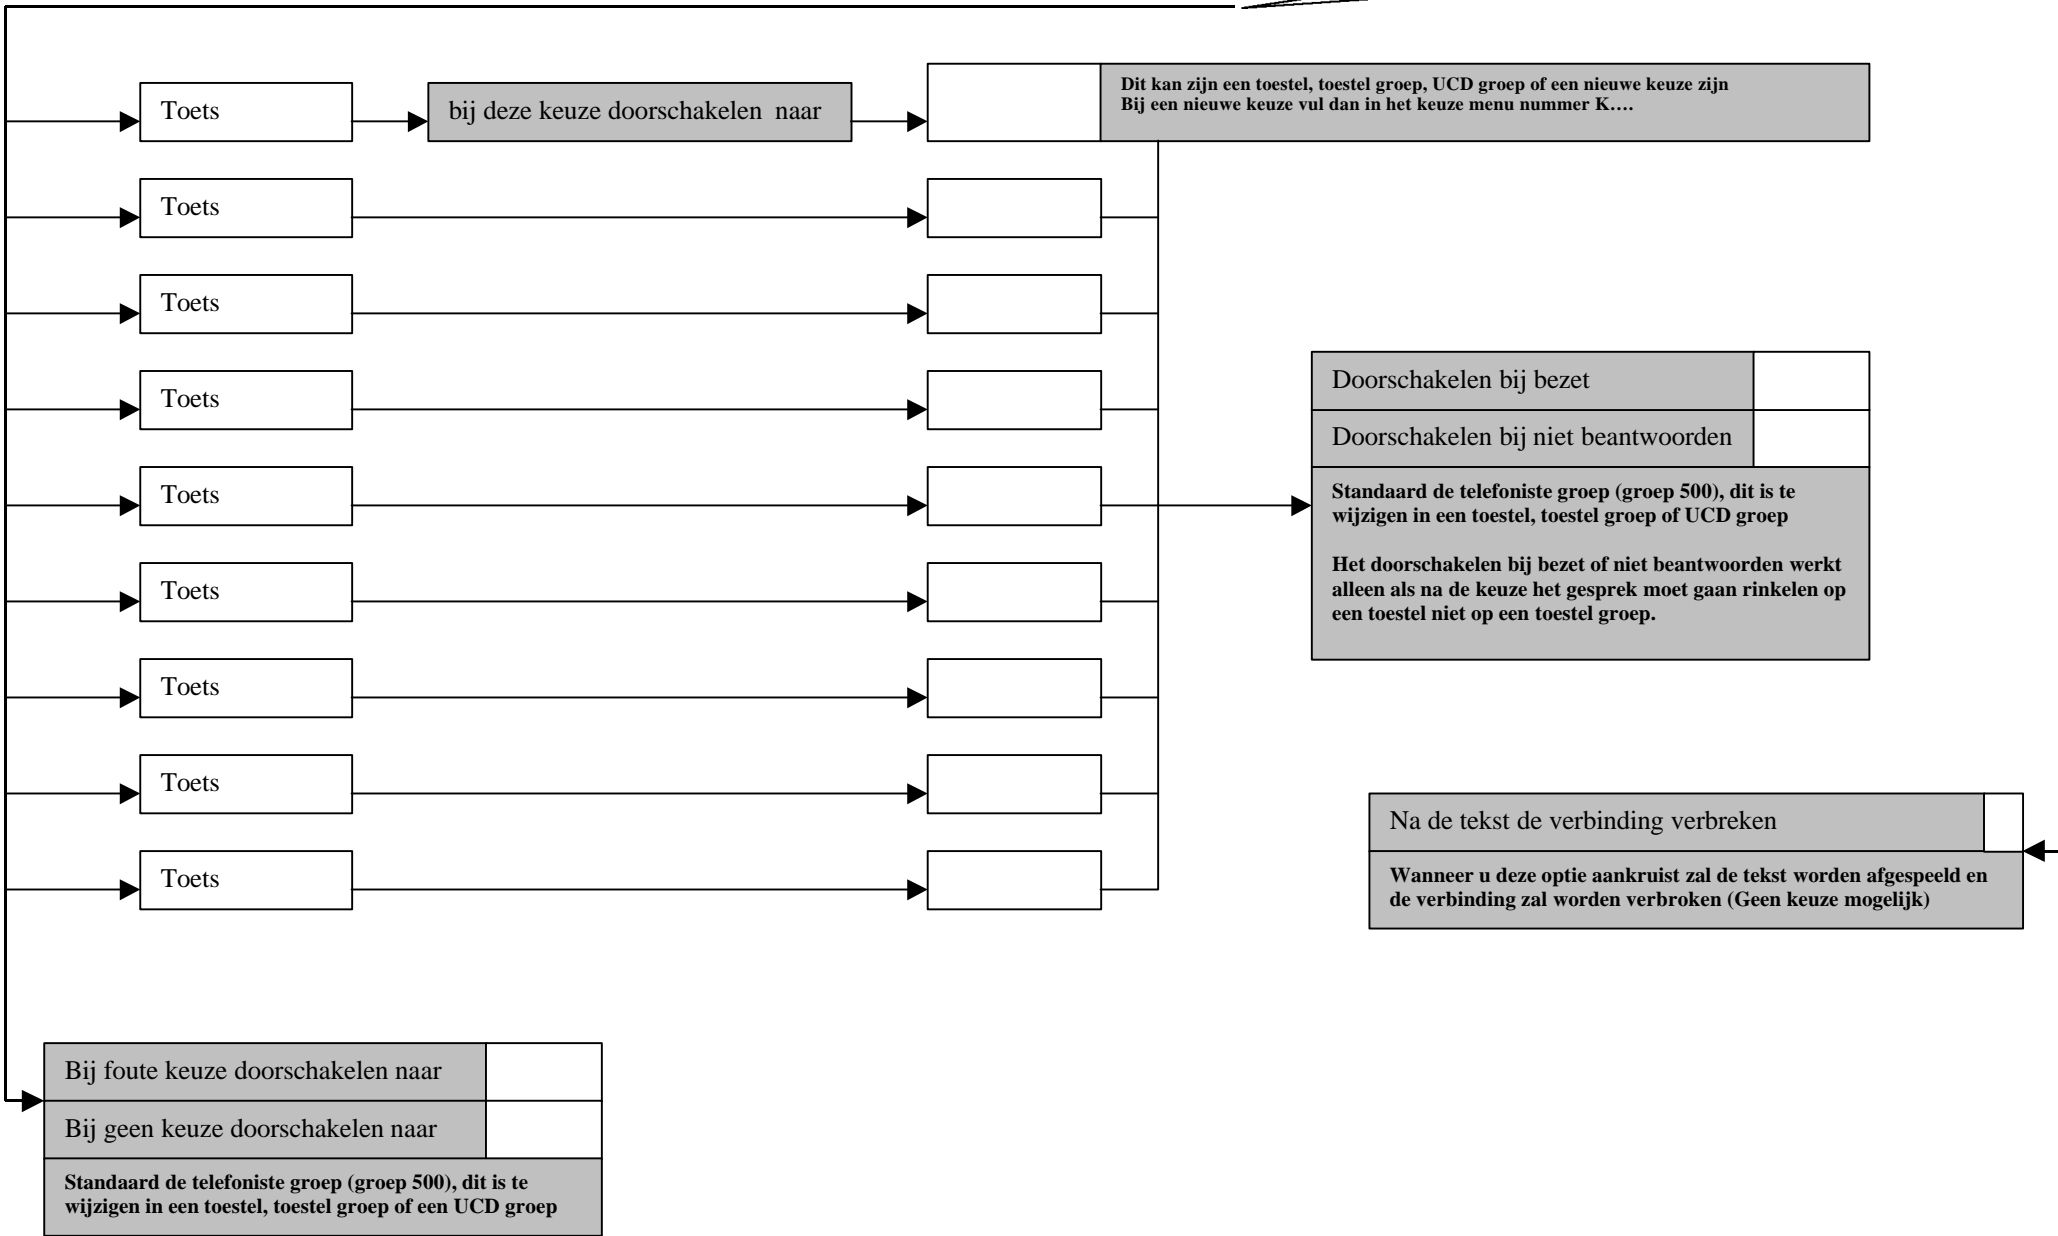 Toets
bij deze keuze doorschakelen naar
Dit kan zijn een toestel, toestel groep, UCD groep of een nieuwe keuze zijn
Bij een nieuwe keuze vul dan in het keuze menu nummer K….
Toets
Toets
Toets
Toets
Toets
Toets
Toets
Toets
Doorschakelen bij bezet
Doorschakelen bij niet beantwoorden
Standaard de telefoniste groep (groep 500), dit is te
wijzigen in een toestel, toestel groep of UCD groep
Het doorschakelen bij bezet of niet beantwoorden werkt
alleen als na de keuze het gesprek moet gaan rinkelen op
een toestel niet op een toestel groep.
Na de tekst de verbinding verbreken
Wanneer u deze optie aankruist zal de tekst worden afgespeeld en
de verbinding zal worden verbroken (Geen keuze mogelijk)
Bij foute keuze doorschakelen naar
Bij geen keuze doorschakelen naar
Standaard de telefoniste groep (groep 500), dit is te
wijzigen in een toestel, toestel groep of een UCD groep